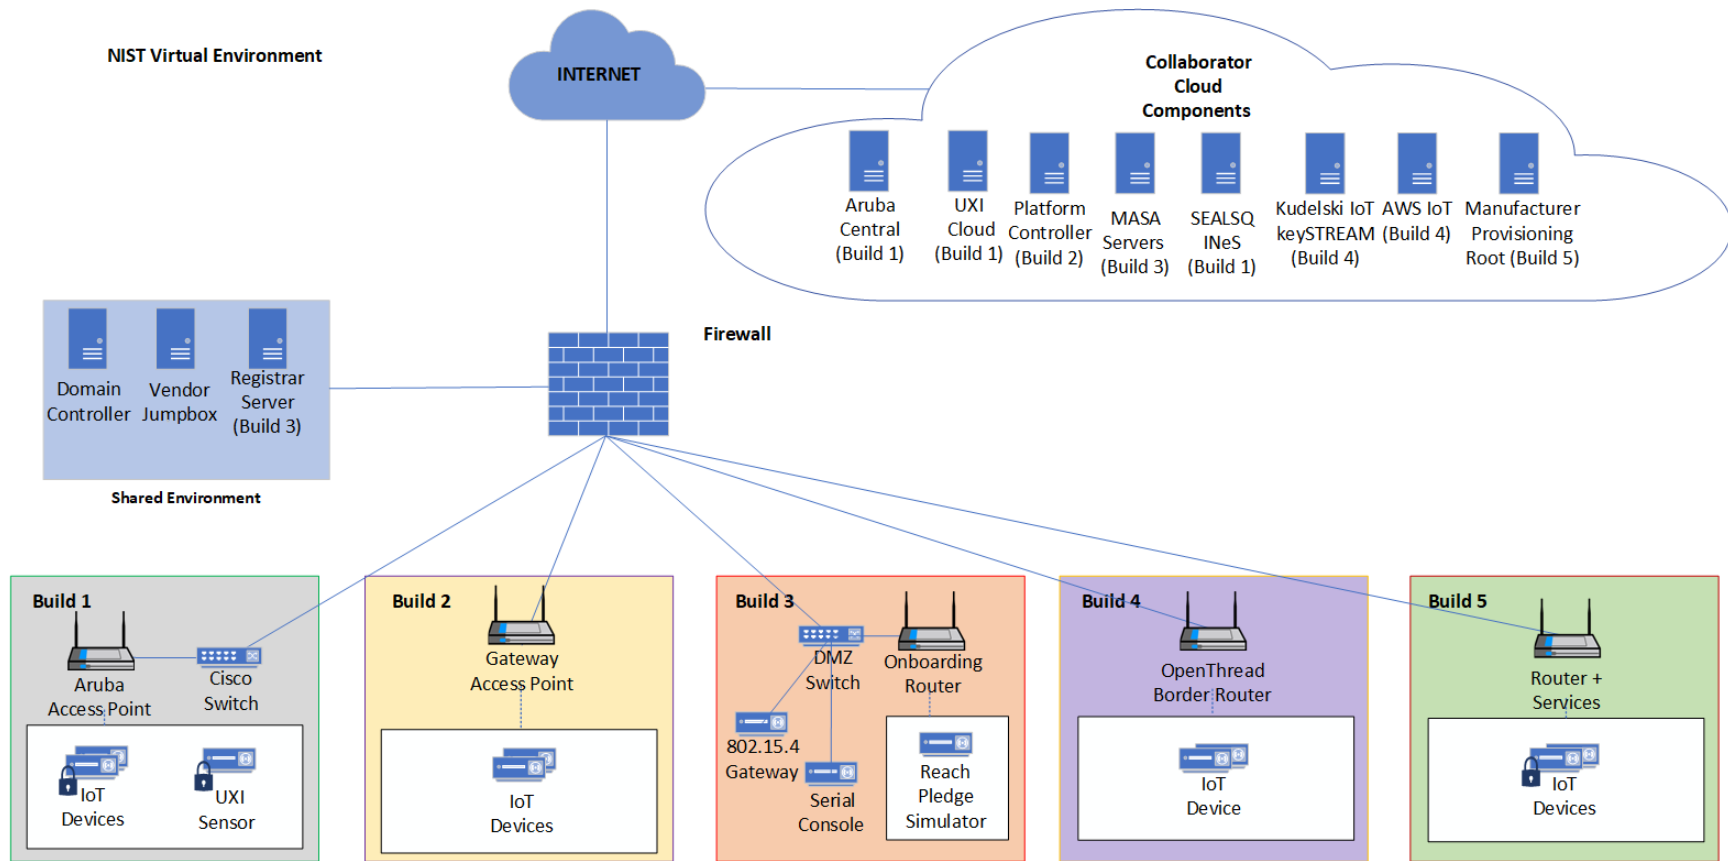 NIST Virtual Environment
INTERNET
Collaborator
Cloud
Components
Aruba
Central
(Build 1)
UXI
Cloud
(Build 1)
Platform
Controller
(Build 2)
MASA
Servers
(Build 3)
SEALSQ
INeS
(Build 1)
Kudelski IoT
keySTREAM
(Build 4)
AWS IoT
(Build 4)
Manufacturer
Provisioning
Root (Build 5)
Firewall
Domain
Controller
Vendor
Jumpbox
Registrar
Server
(Build 3)
Shared Environment
Build 1
Aruba
Access Point
Cisco
Switch
IoT
Devices
UXI
Sensor
Build 2
Gateway
Access Point
IoT
Devices
Build 3
DMZ
Switch
Onboarding
Router
802.15.4
Gateway
Serial
Console
Reach
Pledge
Simulator
Build 4
OpenThread
Border Router
IoT
Device
Build 5
Router +
Services
IoT
Devices